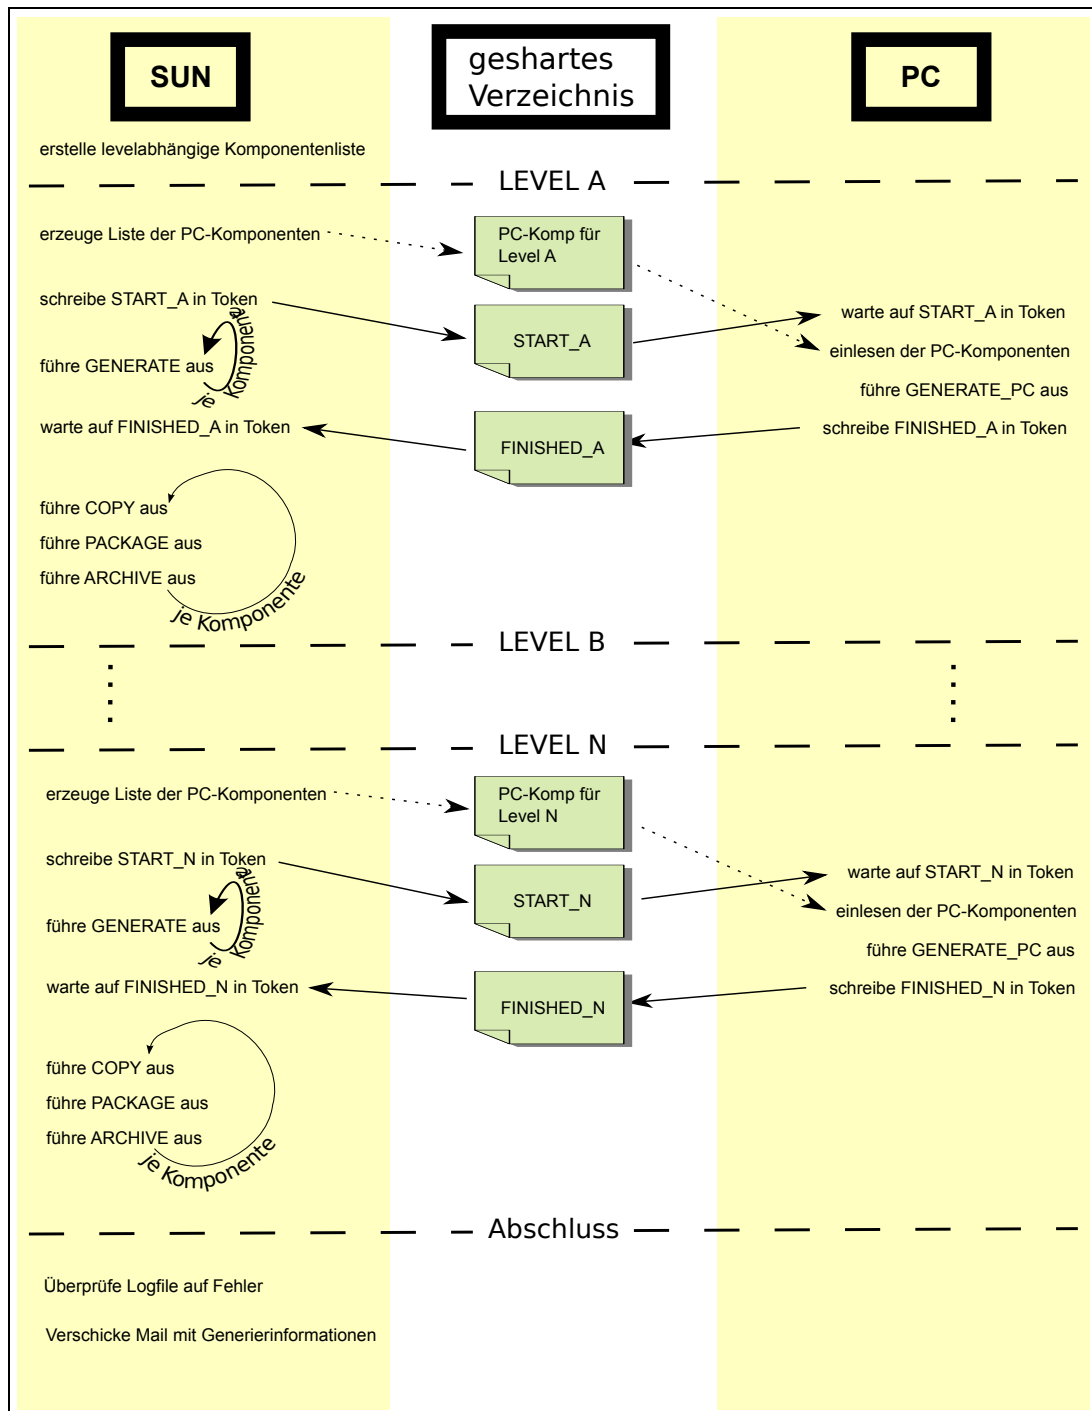 SUN
geshartes
Verzeichnis
PC
erstelle levelabhängige Komponentenliste
LEVEL A
erzeuge Liste der PC-Komponenten
PC-Komp für
Level A
schreibe START_A in Token
START_A
warte auf START_A in Token
einlesen der PC-Komponenten
führe GENERATE aus
je Komponente
führe GENERATE_PC aus
warte auf FINISHED_A in Token
FINISHED_A
schreibe FINISHED_A in Token
führe COPY aus
führe PACKAGE aus
führe ARCHIVE aus
je Komponente
LEVEL B
LEVEL N
erzeuge Liste der PC-Komponenten
PC-Komp für
Level N
schreibe START_N in Token
START_N
warte auf START_N in Token
einlesen der PC-Komponenten
führe GENERATE aus
je Komponente
führe GENERATE_PC aus
warte auf FINISHED_N in Token
FINISHED_N
schreibe FINISHED_N in Token
führe COPY aus
führe PACKAGE aus
führe ARCHIVE aus
je Komponente
Abschluss
Überprüfe Logfile auf Fehler
Verschicke Mail mit Generierinformationen